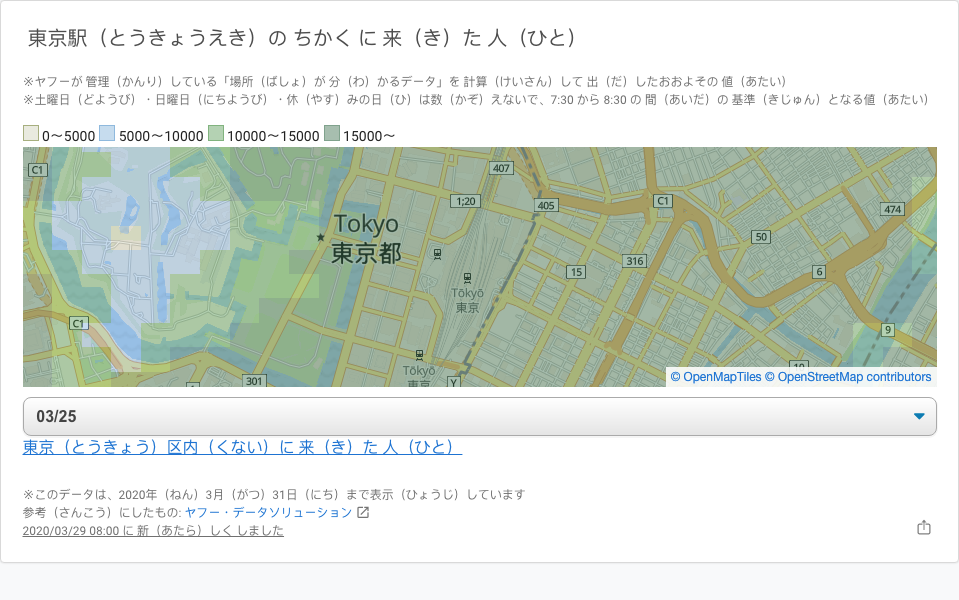 東京駅（とうきょうえき）の ちかく に 来（き）た 人（ひと）
※ヤフーが 管理（かんり）している「場所（ばしょ）が 分（わ）かるデータ」を 計算（けいさん）して 出（だ）したおおよその 値（あたい）
※土曜日（どようび）・日曜日（にちようび）・休（やす）みの日（ひ）は数（かぞ）えないで、7:30 から 8:30 の 間（あいだ）の 基準（きじゅん）となる値（あたい）
0～5000 5000～10000 10000～15000 15000～
C1
407
1;20
405
C1
474
Tokyo
東京都
50
316
15
6
Tōkyō
東京
C1
9
Tōkyō
東京
301
Y
© OpenMapTiles © OpenStreetMap contributors
03/25
東京（とうきょう）区内（くない）に 来（き）た 人（ひと）
※このデータは、2020年（ねん）3月（がつ）31日（にち）まで表示（ひょうじ）しています
参考（さんこう）にしたもの: ヤフー・データソリューション
2020/03/29 08:00 に 新（あたら）しく しました